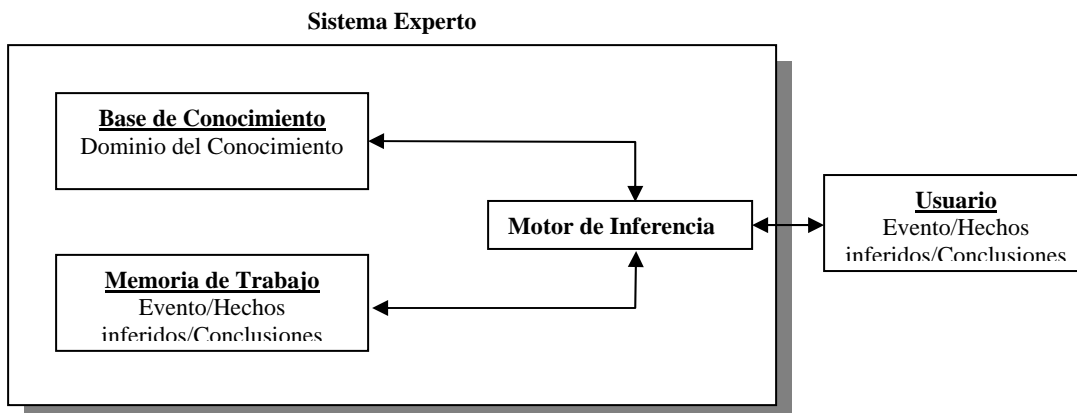 Sistema Experto
Base de Conocimiento
Dominio del Conocimiento
Motor de Inferencia
Usuario
Evento/Hechos
inferidos/Conclusiones
Memoria de Trabajo
Evento/Hechos
inferidos/Conclusiones